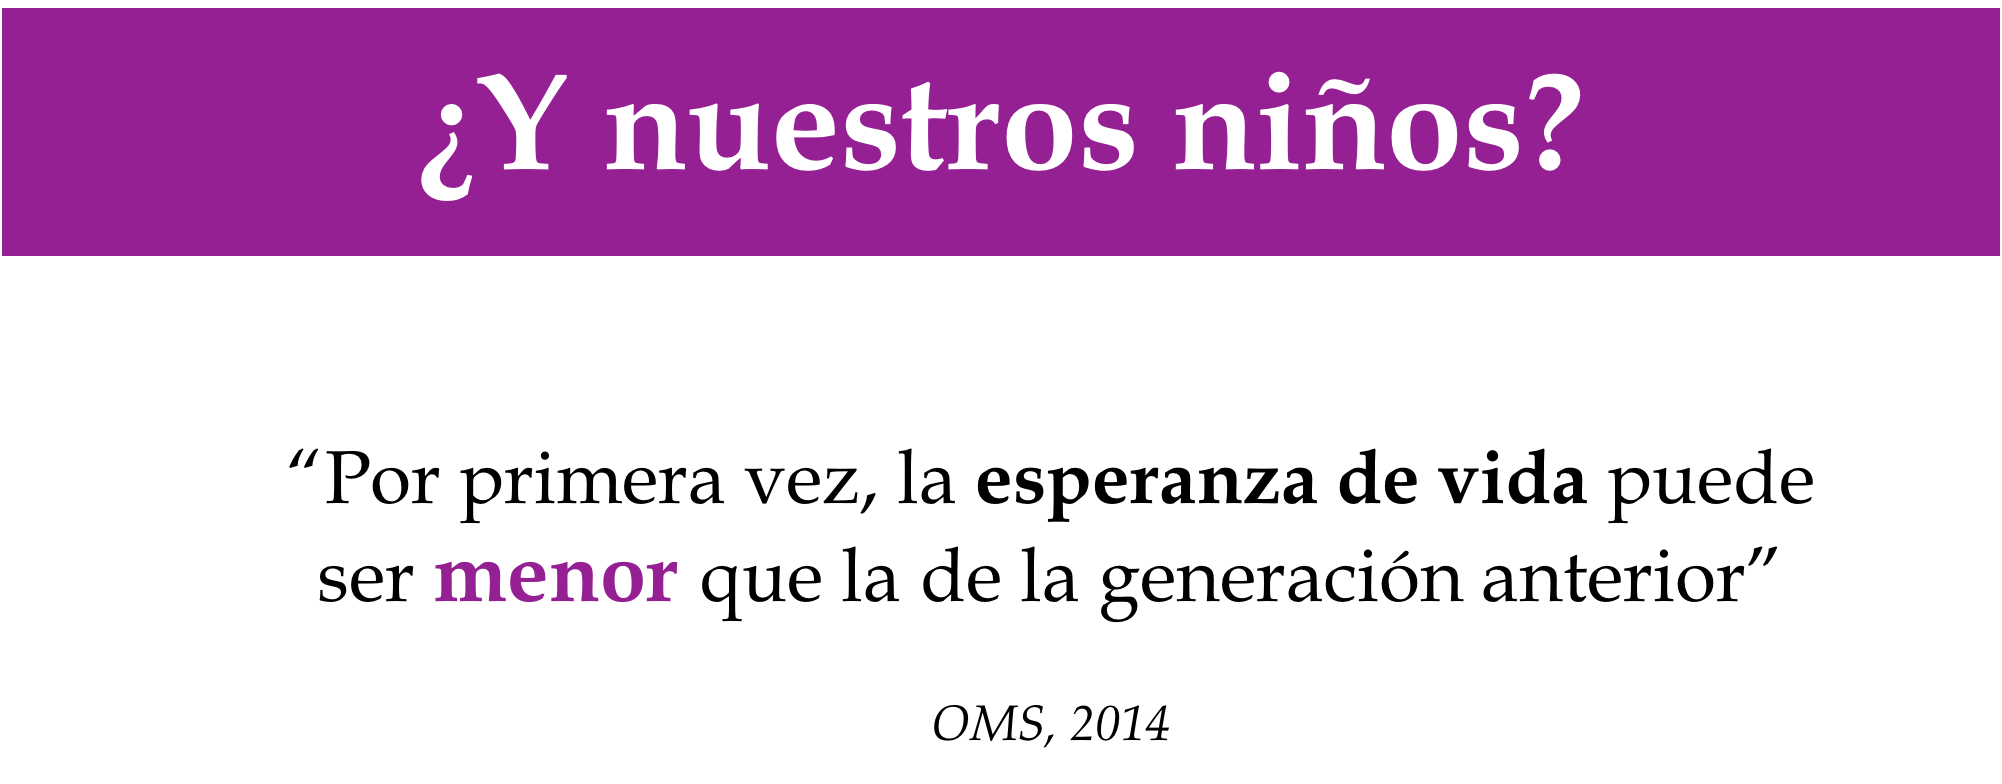 ¿Y nuestros niños?
“Por primera vez, la esperanza de vida puede
ser menor que la de la generación anterior”
OMS, 2014